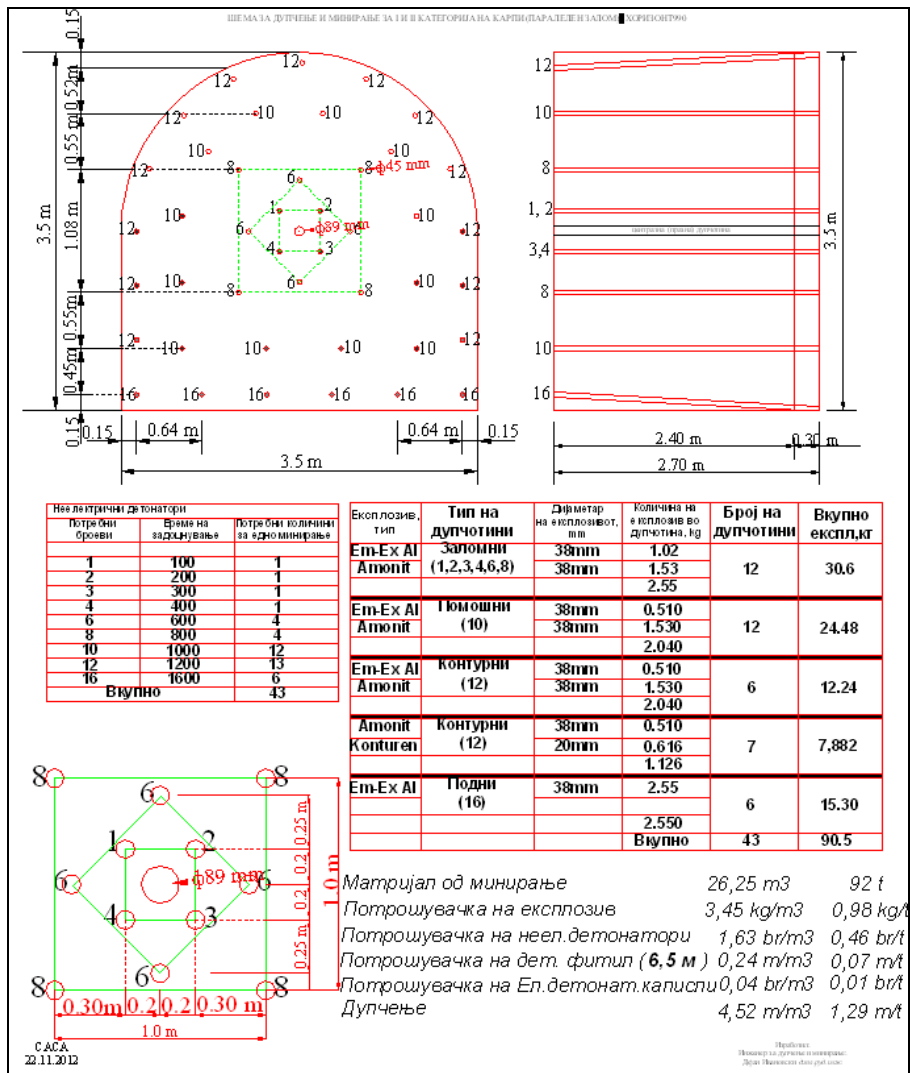 ШЕМА ЗА ДУПЧЕЊЕ И МИНИРАЊЕ ЗА I И II КАТЕГОРИЈА НА КАРПИ (ПАРАЛЕЛЕН ЗАЛОМ) ХОРИЗОНТ 990
0.15
0.52m
0.55 m
1.08 m
0.55m
0.45m
0.15
3.5 m
12
12 12
12 10 10 12
10 10
12 8 6 8 ф45 mm 12
10 1 2 10
12 6 ф89 mm 6 12
4 3
12 10 6 10 12
8 8
12 12
10 10 10 10
16 16 16 16 16 16
0.15 0.64 m 0.64 m 0.15
3.5 m
12
10
8
1, 2
3,4
8
10
16
3.5 m
2.40 m 0.30 m
2.70 m
Неелектрични детонатори
Потребни броеви Време на задоцнување Потребни количини за едно минирање
1 100 1
2 200 1
3 300 1
4 400 1
6 600 4
8 800 4
10 1000 12
12 1200 13
16 1600 6
Вкупно 43
Експлозив, тип Тип на дупчотини Дијаметар на експлозивот, mm Количина на експлозив во дупчотина, kg Број на дупчотини Вкупно експл,кг
Em-Ex Al Заломни 38mm 1.02
Amonit (1,2,3,4,6,8) 38mm 1.53 12 30.6
2.55
Em-Ex Al Помошни 38mm 0.510
Amonit (10) 38mm 1.530 12 24.48
2.040
Em-Ex Al Контурни 38mm 0.510
Amonit (12) 38mm 1.530 6 12.24
2.040
Amonit Контурни 38mm 0.510
Konturen (12) 20mm 0.616 7 7,882
1.126
Em-Ex Al Подни 38mm 2.55
(16) 6 15.30
2.550
Вкупно 43 90.5
8 8
6
1 2
6 ф89 mm 6
4 3
6
8 8
0.25 m
0.2
0.2
0.25 m
1.0 m
0.30m 0.2 0.2 0.30 m
1.0 m
Матријал од минирање 26,25 m3 92 t
Потрошувачка на експлозив 3,45 kg/m3 0,98 kg/t
Потрошувачка на неел.детонатори 1,63 br/m3 0,46 br/t
Потрошувачка на дет. фитил ( 6,5 м ) 0,24 m/m3 0,07 m/t
Потрошувачка на Ел.детонат.каписли 0,04 br/m3 0,01 br/t
Дупчење 4,52 m/m3 1,29 m/t
САСА
22.11.2012